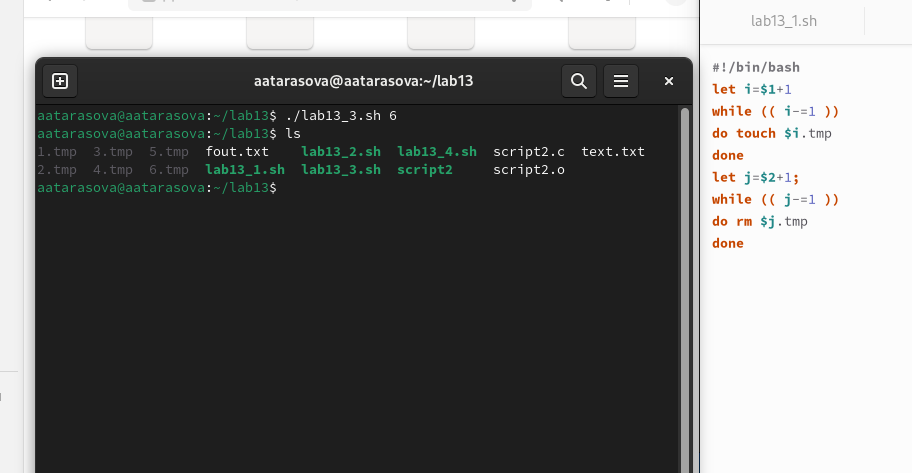 aatarasova@aatarasova:~/lab13
aatarasova@aatarasova:~/lab13$ ./lab13_3.sh 6
aatarasova@aatarasova:~/lab13$ ls
1.tmp  3.tmp  5.tmp  fout.txt    lab13_2.sh  lab13_4.sh  script2.c  text.txt
2.tmp  4.tmp  6.tmp  lab13_1.sh  lab13_3.sh  script2     script2.o
aatarasova@aatarasova:~/lab13$
lab13_1.sh
#!/bin/bash
let i=$1+1
while (( i-=1 ))
do touch $i.tmp
done
let j=$2+1;
while (( j-=1 ))
do rm $j.tmp
done